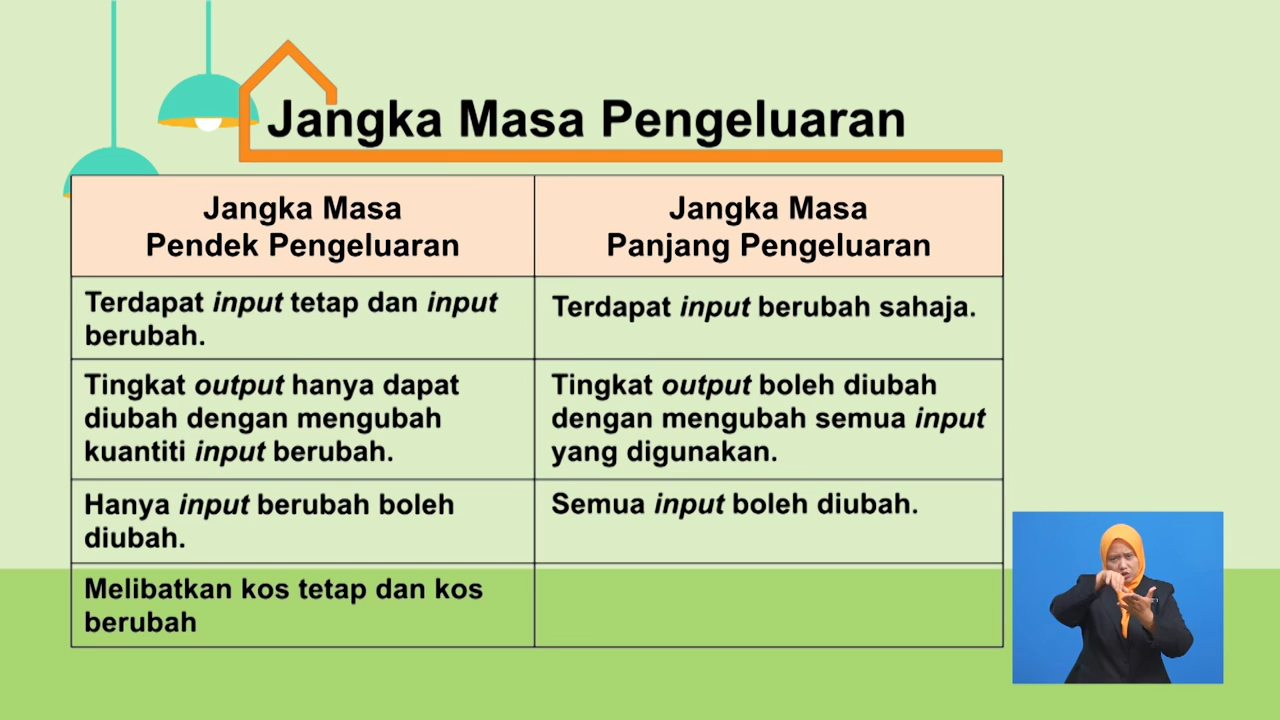 Jangka Masa Pengeluaran
Jangka Masa
Pendek Pengeluaran
Jangka Masa
Panjang Pengeluaran
Terdapat input tetap dan input
berubah.
Terdapat input berubah sahaja.
Tingkat output hanya dapat
diubah dengan mengubah
kuantiti input berubah.
Tingkat output boleh diubah
dengan mengubah semua input
yang digunakan.
Hanya input berubah boleh
diubah.
Semua input boleh diubah.
Melibatkan kos tetap dan kos
berubah